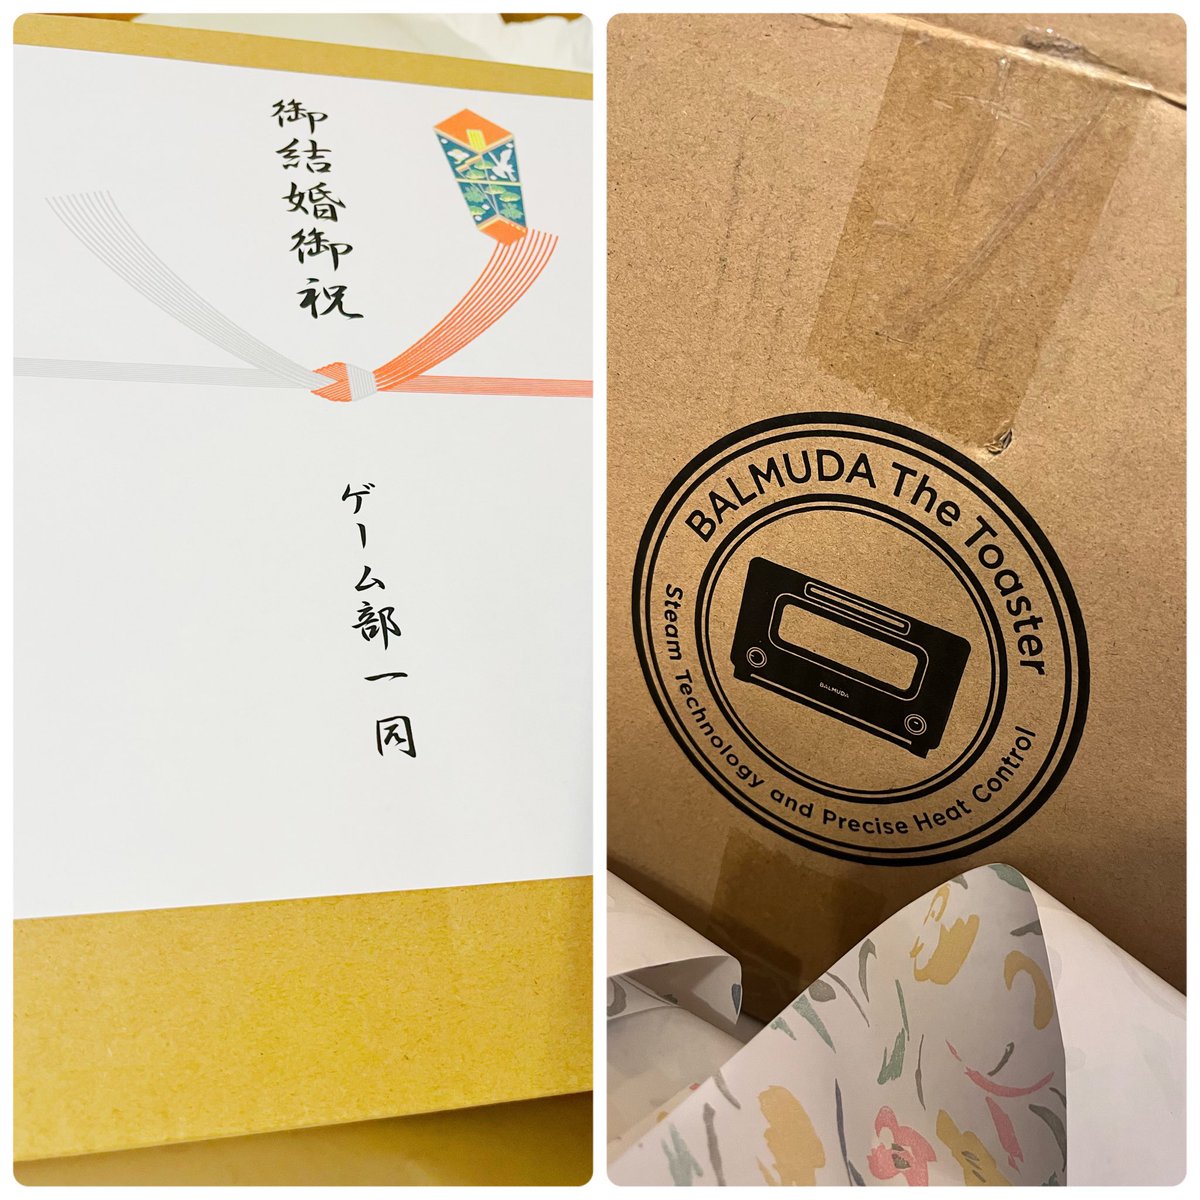 御結婚御祝
ゲーム部一同
BALMUDA The Toaster
BALMUDA
Steam Technology and Precise Heat Control